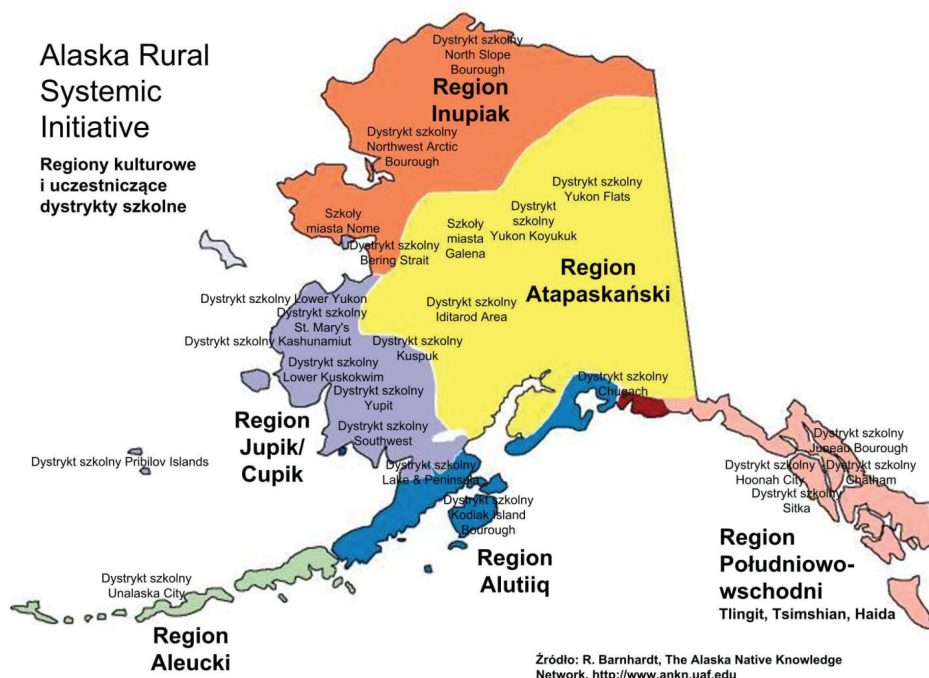 Alaska Rural
Systemic
Initiative
Regiony kulturowe
i uczestniczące
dystrykty szkolne
Dystrykt szkolny
North Slope
Bourough
Region
Inupiak
Dystrykt szkolny
Northwest Arctic
Bourough
Szkoły
miasta Nome
Dystrykt szkolny
Bering Strait
Szkoły
miasta
Galena
Dystrykt
szkolny
Yukon Koyukuk
Dystrykt szkolny
Yukon Flats
Region
Atapaskański
Dystrykt szkolny
Iditarod Area
Dystrykt szkolny Lower Yukon
Dystrykt szkolny
St. Mary's
Dystrykt szkolny Kashunamiut
Dystrykt szkolny
Kuspuk
Dystrykt szkolny
Lower Kuskokwim
Dystrykt szkolny
Yupit
Dystrykt szkolny
Southwest
Region
Jupik/
Cupik
Dystrykt szkolny
Chugach
Dystrykt szkolny Pribilov Islands
Dystrykt szkolny
Lake & Peninsula
Dystrykt szkolny
Kodiak Island
Bourough
Region
Alutiiq
Dystrykt szkolny
Juneau Bourough
Dystrykt szkolny
Hoonah City
Dystrykt szkolny
Chatham
Dystrykt szkolny
Sitka
Region
Południowo-
wschodni
Tlingit, Tsimshian, Haida
Dystrykt szkolny
Unalaska City
Region
Aleucki
Źródło: R. Barnhardt, The Alaska Native Knowledge
Network, http://www.ankn.uaf.edu